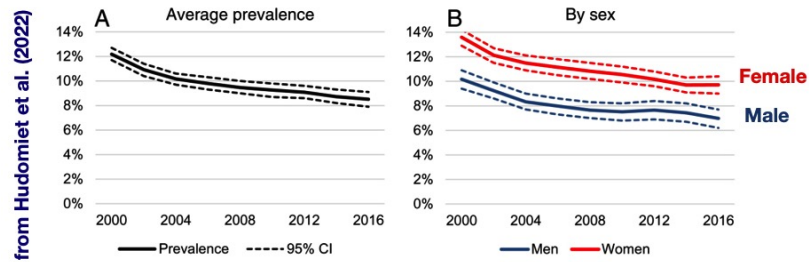 from Hudomiet et al. (2022)
A
Average prevalence
14%
12%
10%
8%
6%
4%
2%
0%
2000 2004 2008 2012 2016
Prevalence 95% CI
B
By sex
14%
12%
10%
8%
6%
4%
2%
0%
2000 2004 2008 2012 2016
Men Women
Female
Male